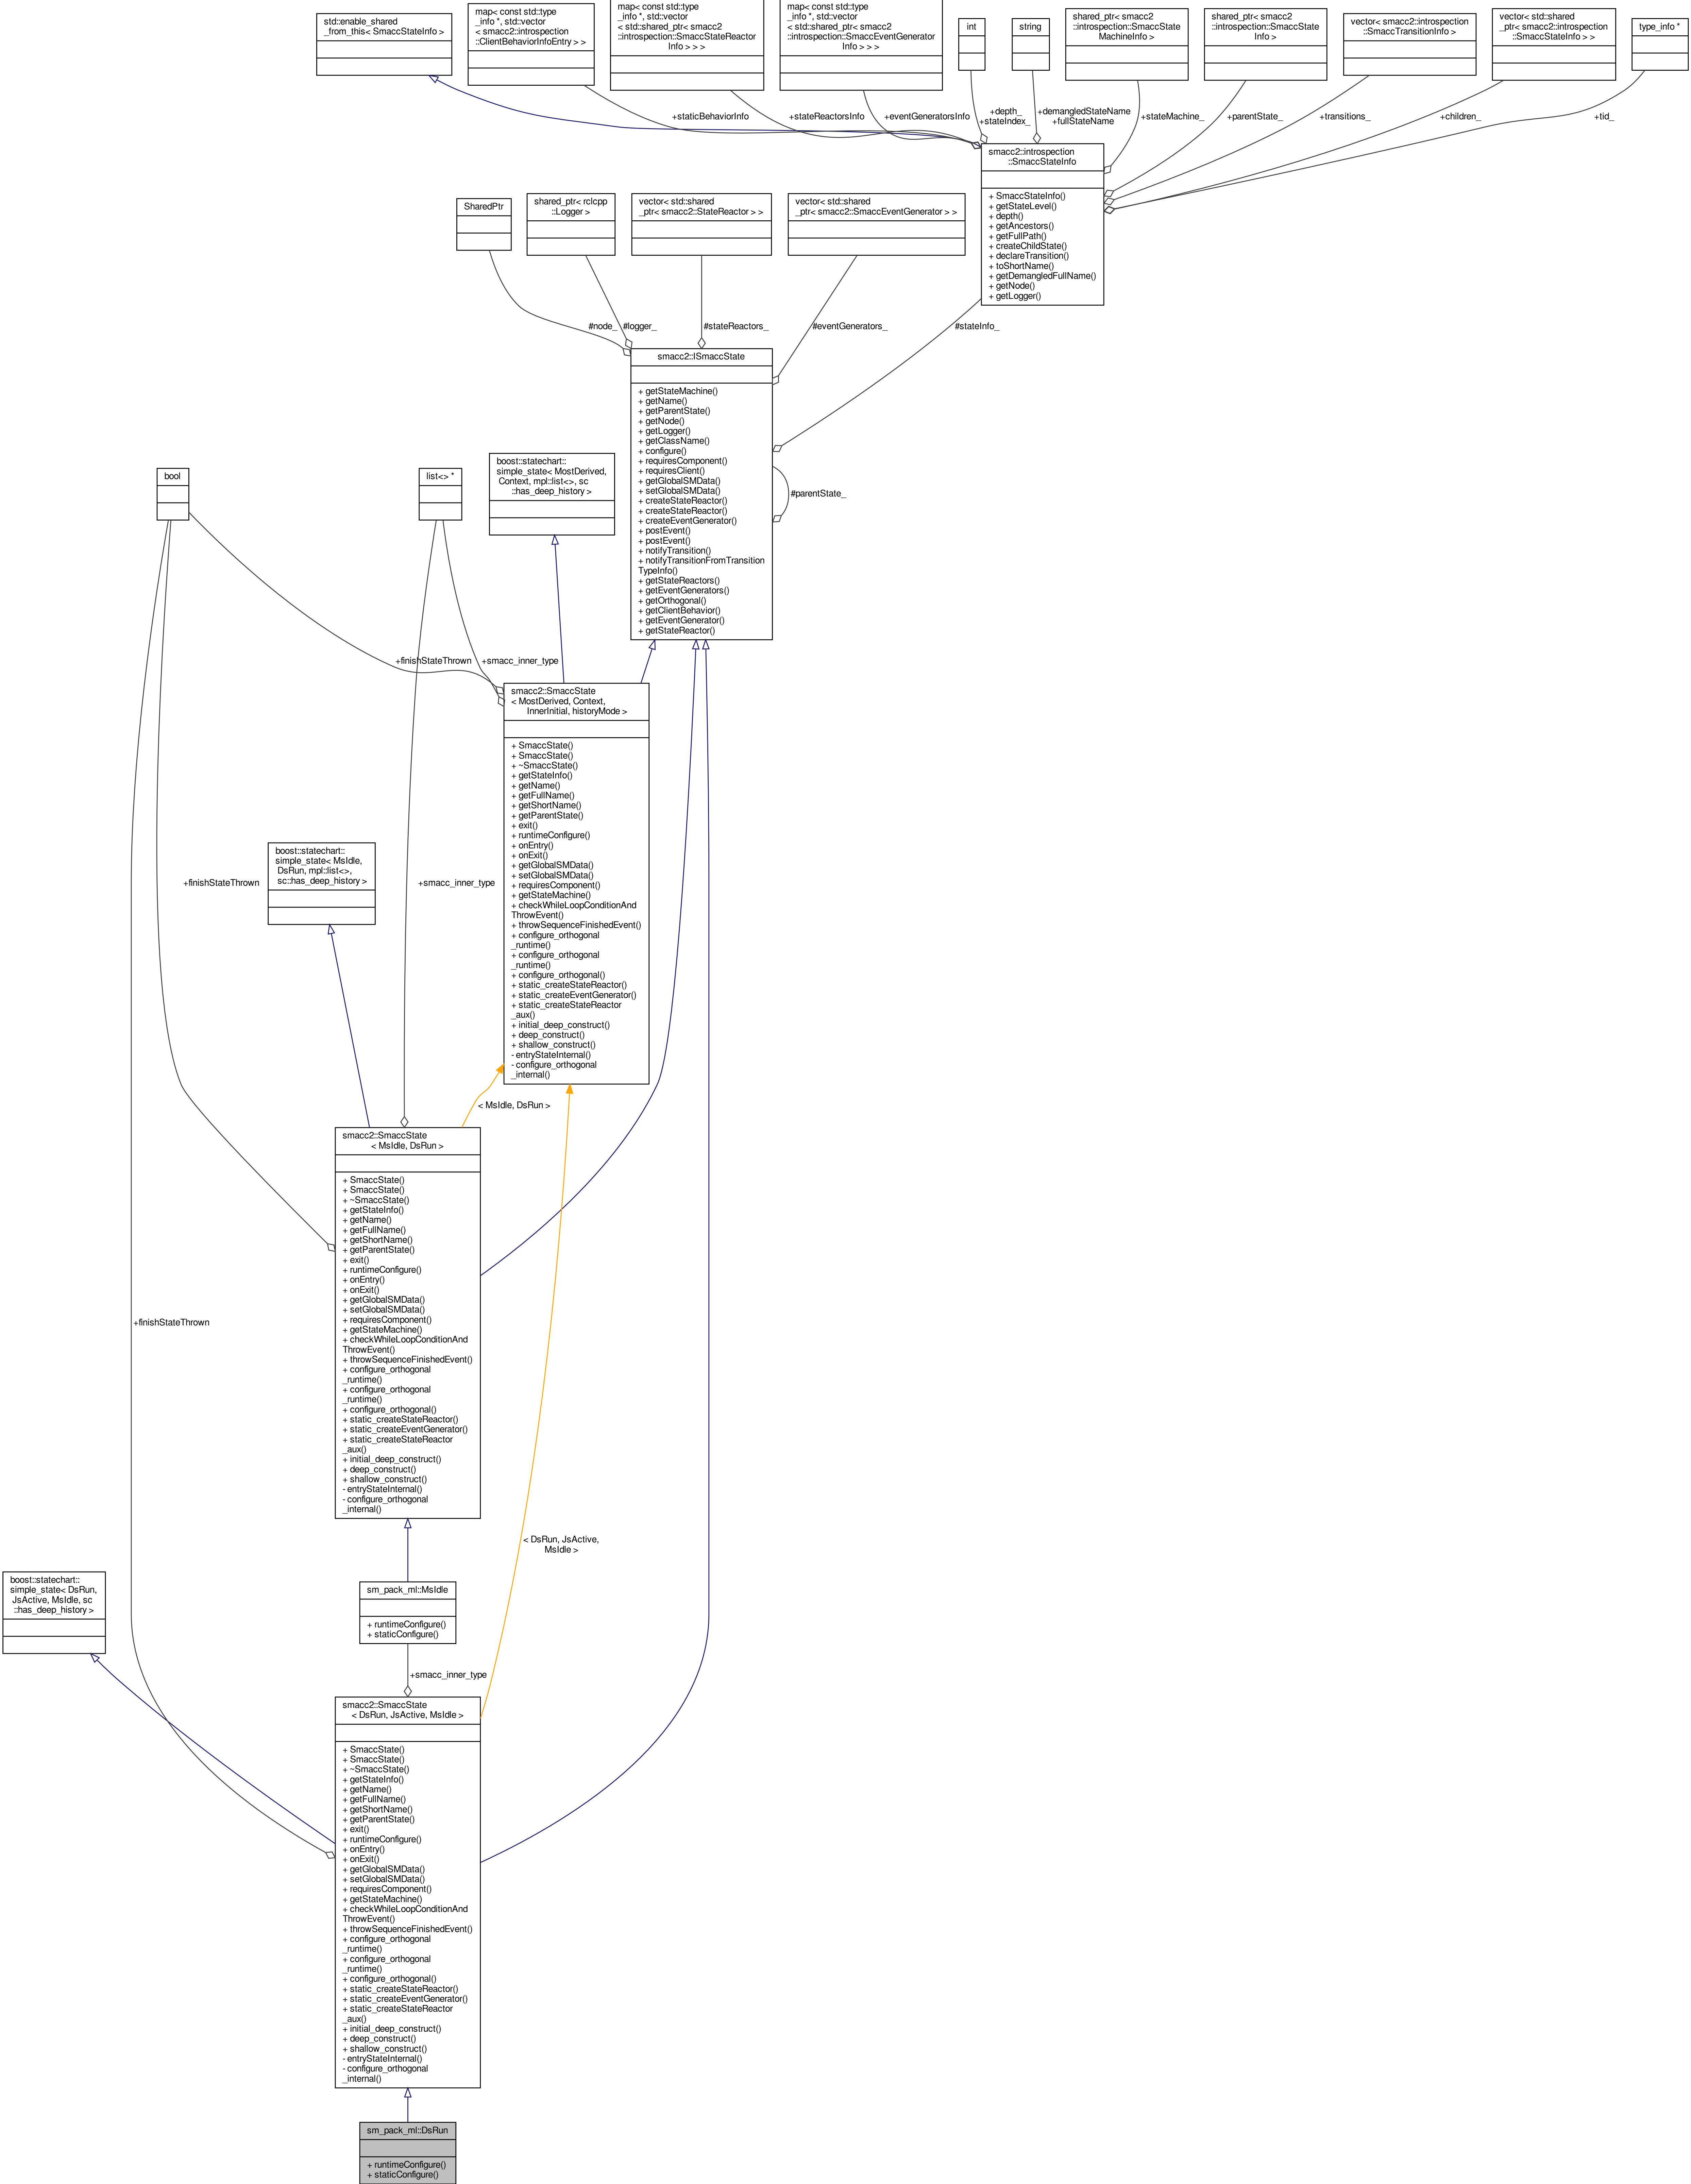 std::enable_shared
_from_this< SmaccStateInfo >
map< const std::type
_info *, std::vector
< smacc2::introspection
::ClientBehaviorInfoEntry > >
map< const std::type
_info *, std::vector
< std::shared_ptr< smacc2
::introspection::SmaccStateReactor
Info > > >
map< const std::type
_info *, std::vector
< std::shared_ptr< smacc2
::introspection::SmaccEventGenerator
Info > > >
int
string
shared_ptr< smacc2
::introspection::SmaccState
MachineInfo >
shared_ptr< smacc2
::introspection::SmaccState
Info >
vector< smacc2::introspection
::SmaccTransitionInfo >
vector< std::shared
_ptr< smacc2::introspection
::SmaccStateInfo > >
type_info *
+staticBehaviorInfo
+stateReactorsInfo
+eventGeneratorsInfo
+depth_
+stateIndex_
+demangledStateName
+fullStateName
+stateMachine_
+parentState_
+transitions_
+children_
+tid_
smacc2::introspection
::SmaccStateInfo
+ SmaccStateInfo()
+ getStateLevel()
+ depth()
+ getAncestors()
+ getFullPath()
+ createChildState()
+ declareTransition()
+ toShortName()
+ getDemangledFullName()
+ getNode()
+ getLogger()
SharedPtr
shared_ptr< rclcpp
::Logger >
vector< std::shared
_ptr< smacc2::StateReactor > >
vector< std::shared
_ptr< smacc2::SmaccEventGenerator > >
#node_
#logger_
#stateReactors_
#eventGenerators_
#stateInfo_
smacc2::ISmaccState
+ getStateMachine()
+ getName()
+ getParentState()
+ getNode()
+ getLogger()
+ getClassName()
+ configure()
+ requiresComponent()
+ requiresClient()
+ getGlobalSMData()
+ setGlobalSMData()
+ createStateReactor()
+ createStateReactor()
+ createEventGenerator()
+ postEvent()
+ postEvent()
+ notifyTransition()
+ notifyTransitionFromTransition
TypeInfo()
+ getStateReactors()
+ getEventGenerators()
+ getOrthogonal()
+ getClientBehavior()
+ getEventGenerator()
+ getStateReactor()
#parentState_
bool
list<> *
boost::statechart::
simple_state< MostDerived,
Context, mpl::list<>, sc
::has_deep_history >
+finishStateThrown
+smacc_inner_type
smacc2::SmaccState
< MostDerived, Context,
InnerInitial, historyMode >
+ SmaccState()
+ SmaccState()
+ ~SmaccState()
+ getStateInfo()
+ getName()
+ getFullName()
+ getShortName()
+ getParentState()
+ exit()
+ runtimeConfigure()
+ onEntry()
+ onExit()
+ getGlobalSMData()
+ setGlobalSMData()
+ requiresComponent()
+ getStateMachine()
+ checkWhileLoopConditionAnd
ThrowEvent()
+ throwSequenceFinishedEvent()
+ configure_orthogonal
_runtime()
+ configure_orthogonal
_runtime()
+ configure_orthogonal()
+ static_createStateReactor()
+ static_createEventGenerator()
+ static_createStateReactor
_aux()
+ initial_deep_construct()
+ deep_construct()
+ shallow_construct()
- entryStateInternal()
- configure_orthogonal
_internal()
boost::statechart::
simple_state< MsIdle,
DsRun, mpl::list<>,
sc::has_deep_history >
+finishStateThrown
+smacc_inner_type
< MsIdle, DsRun >
smacc2::SmaccState
< MsIdle, DsRun >
+ SmaccState()
+ SmaccState()
+ ~SmaccState()
+ getStateInfo()
+ getName()
+ getFullName()
+ getShortName()
+ getParentState()
+ exit()
+ runtimeConfigure()
+ onEntry()
+ onExit()
+ getGlobalSMData()
+ setGlobalSMData()
+ requiresComponent()
+ getStateMachine()
+ checkWhileLoopConditionAnd
ThrowEvent()
+ throwSequenceFinishedEvent()
+ configure_orthogonal
_runtime()
+ configure_orthogonal
_runtime()
+ configure_orthogonal()
+ static_createStateReactor()
+ static_createEventGenerator()
+ static_createStateReactor
_aux()
+ initial_deep_construct()
+ deep_construct()
+ shallow_construct()
- entryStateInternal()
- configure_orthogonal
_internal()
+finishStateThrown
< DsRun, JsActive,
MsIdle >
boost::statechart::
simple_state< DsRun,
JsActive, MsIdle, sc
::has_deep_history >
sm_pack_ml::MsIdle
+ runtimeConfigure()
+ staticConfigure()
+smacc_inner_type
smacc2::SmaccState
< DsRun, JsActive, MsIdle >
+ SmaccState()
+ SmaccState()
+ ~SmaccState()
+ getStateInfo()
+ getName()
+ getFullName()
+ getShortName()
+ getParentState()
+ exit()
+ runtimeConfigure()
+ onEntry()
+ onExit()
+ getGlobalSMData()
+ setGlobalSMData()
+ requiresComponent()
+ getStateMachine()
+ checkWhileLoopConditionAnd
ThrowEvent()
+ throwSequenceFinishedEvent()
+ configure_orthogonal
_runtime()
+ configure_orthogonal
_runtime()
+ configure_orthogonal()
+ static_createStateReactor()
+ static_createEventGenerator()
+ static_createStateReactor
_aux()
+ initial_deep_construct()
+ deep_construct()
+ shallow_construct()
- entryStateInternal()
- configure_orthogonal
_internal()
sm_pack_ml::DsRun
+ runtimeConfigure()
+ staticConfigure()